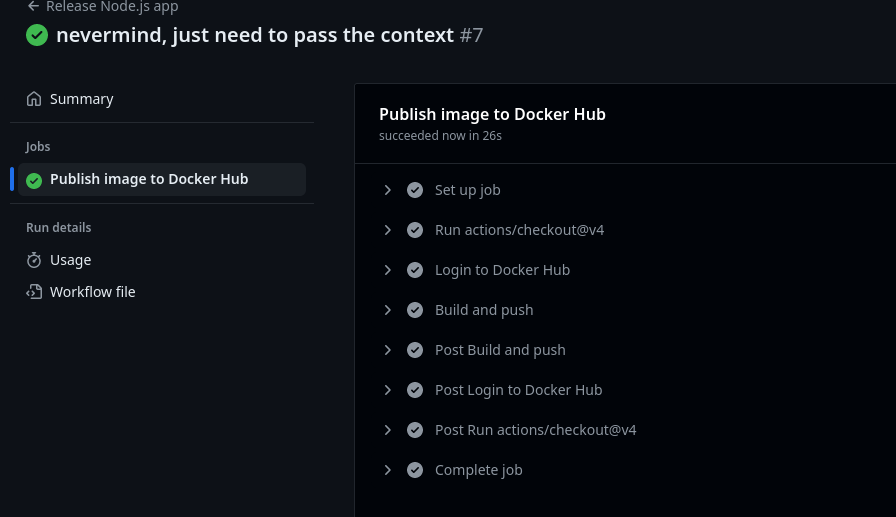 Release Node.js app
nevermind, just need to pass the context #7
Summary
Jobs
Publish image to Docker Hub
Run details
Usage
Workflow file
Publish image to Docker Hub
succeeded now in 26s
Set up job
Run actions/checkout@v4
Login to Docker Hub
Build and push
Post Build and push
Post Login to Docker Hub
Post Run actions/checkout@v4
Complete job